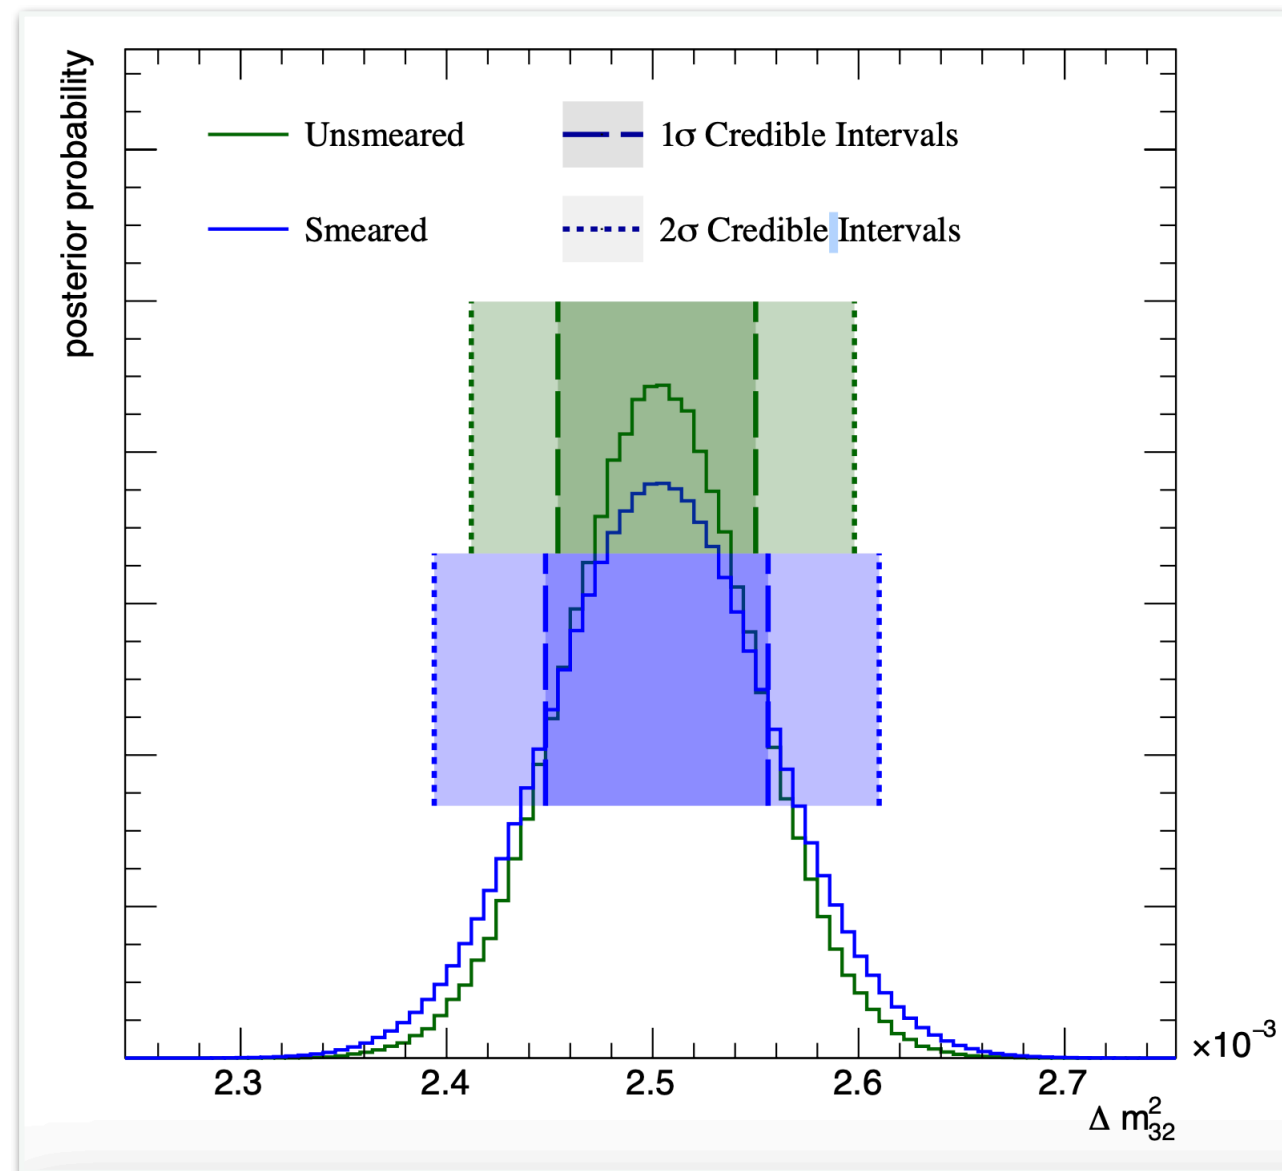 posterior probability
Unsmeared
1σ Credible Intervals
Smeared
2σ Credible Intervals
2.3 2.4 2.5 2.6 2.7
×10⁻³
Δ m²₃₂